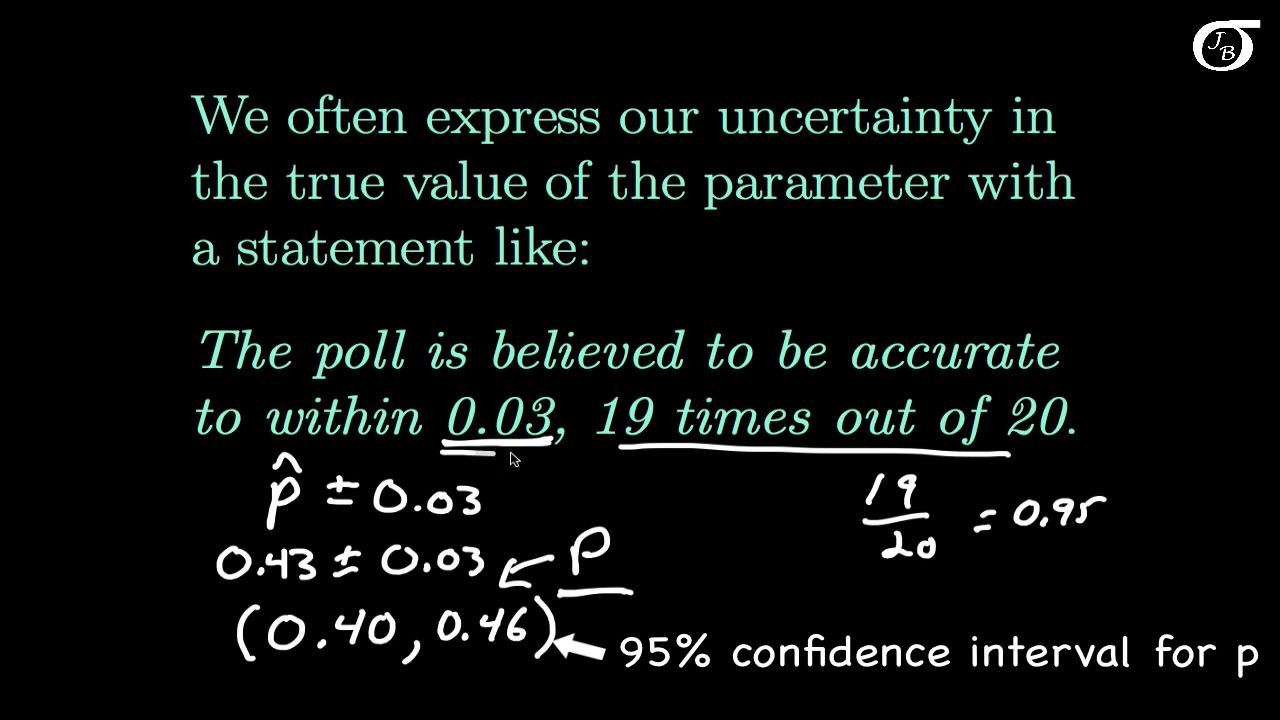 JB
We often express our uncertainty in
the true value of the parameter with
a statement like:
The poll is believed to be accurate
to within 0.03, 19 times out of 20.
p̂ ± 0.03
19/20 = 0.95
0.43 ± 0.03 ← p
(0.40, 0.46)
95% confidence interval for p